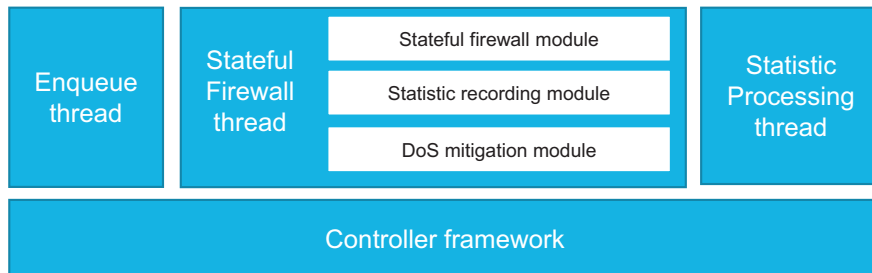 Enqueue
thread
Stateful
Firewall
thread
Stateful firewall module
Statistic recording module
DoS mitigation module
Statistic
Processing
thread
Controller framework